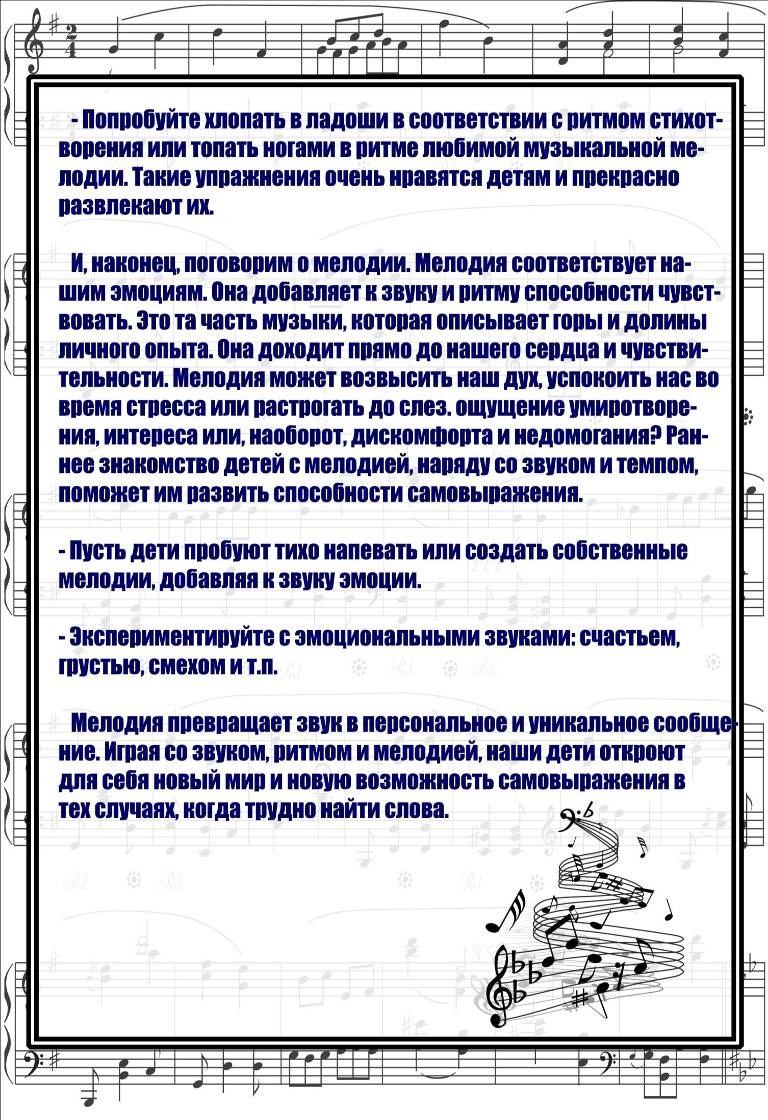 - Попробуйте хлопать в ладоши в соответствии с ритмом стихот-
ворения или топать ногами в ритме любимой музыкальной ме-
лодии. Такие упражнения очень нравятся детям и прекрасно
развлекают их.
И, наконец, поговорим о мелодии. Мелодия соответствует на-
шим эмоциям. Она добавляет к звуку и ритму способности чувст-
вовать. Это та часть музыки, которая описывает горы и долины
личного опыта. Она доходит прямо до нашего сердца и чувстви-
тельности. Мелодия может возвысить наш дух, успокоить нас во
время стресса или растрогать до слез. ощущение умиротворе-
ния, интереса или, наоборот, дискомфорта и недомогания? Ран-
нее знакомство детей с мелодией, наряду со звуком и темпом,
поможет им развить способности самовыражения.
- Пусть дети пробуют тихо напевать или создать собственные
мелодии, добавляя к звуку эмоции.
- Экспериментируйте с эмоциональными звуками: счастьем,
грустью, смехом и т.п.
Мелодия превращает звук в персональное и уникальное сообще-
ние. Играя со звуком, ритмом и мелодией, наши дети откроют
для себя новый мир и новую возможность самовыражения в
тех случаях, когда трудно найти слова.